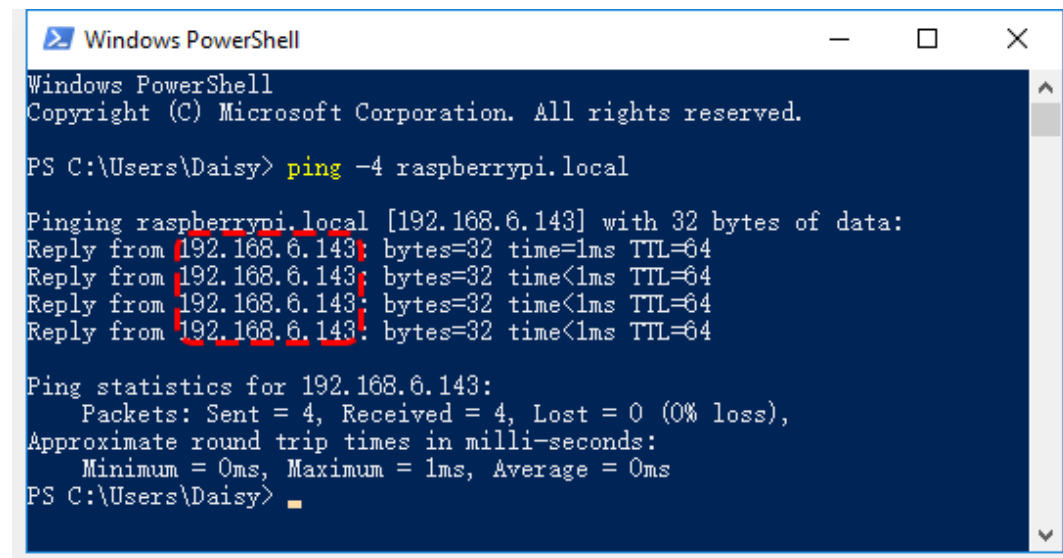 Windows PowerShell
Windows PowerShell
Copyright (C) Microsoft Corporation. All rights reserved.
PS C:\Users\Daisy> ping -4 raspberrypi.local
Pinging raspberrypi.local [192.168.6.143] with 32 bytes of data:
Reply from 192.168.6.143: bytes=32 time=1ms TTL=64
Reply from 192.168.6.143: bytes=32 time<1ms TTL=64
Reply from 192.168.6.143: bytes=32 time<1ms TTL=64
Reply from 192.168.6.143: bytes=32 time<1ms TTL=64
Ping statistics for 192.168.6.143:
    Packets: Sent = 4, Received = 4, Lost = 0 (0% loss),
Approximate round trip times in milli-seconds:
    Minimum = 0ms, Maximum = 1ms, Average = 0ms
PS C:\Users\Daisy>